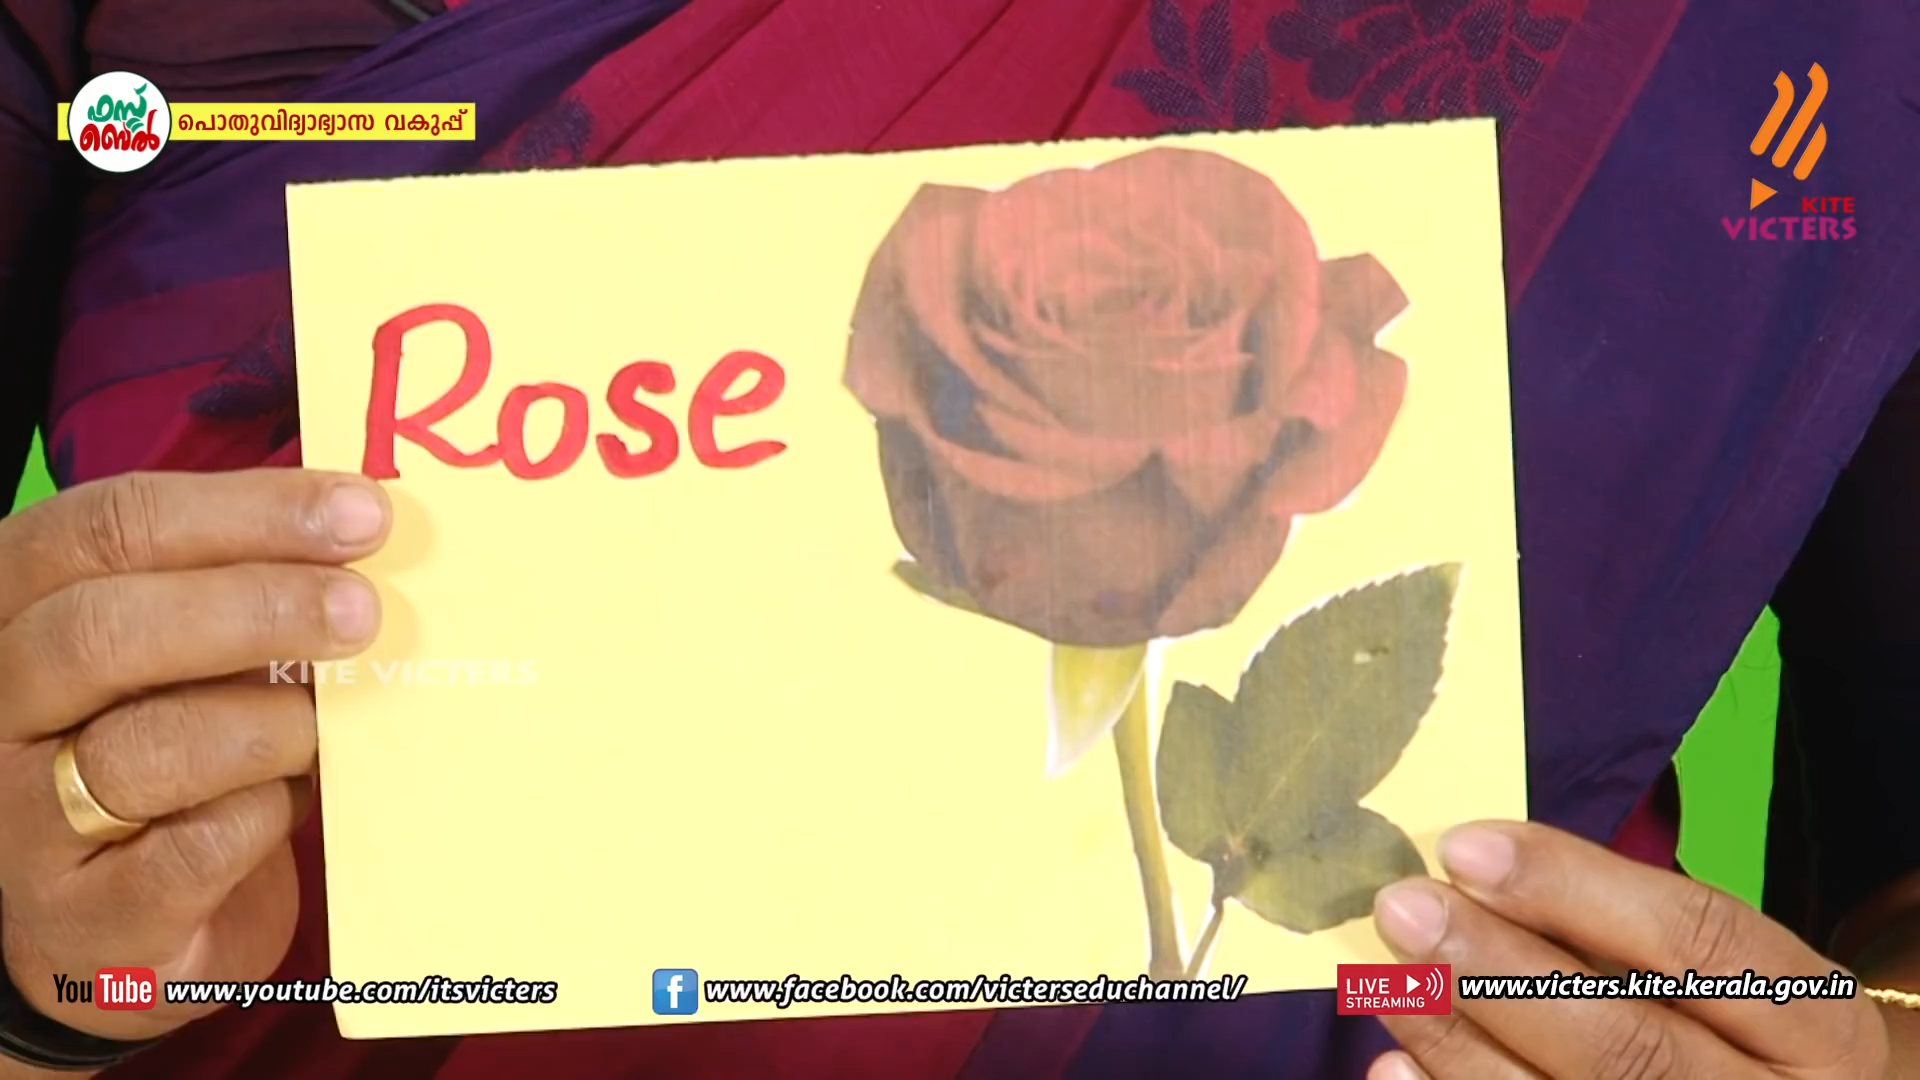 ഫസ്റ്റ്
ബെൽ
പൊതുവിദ്യാഭ്യാസ വകുപ്പ്
KITE
VICTERS
Rose
KITE VICTERS
YouTube www.youtube.com/itsvicters
f www.facebook.com/victerseduchannel/
LIVE STREAMING www.victers.kite.kerala.gov.in